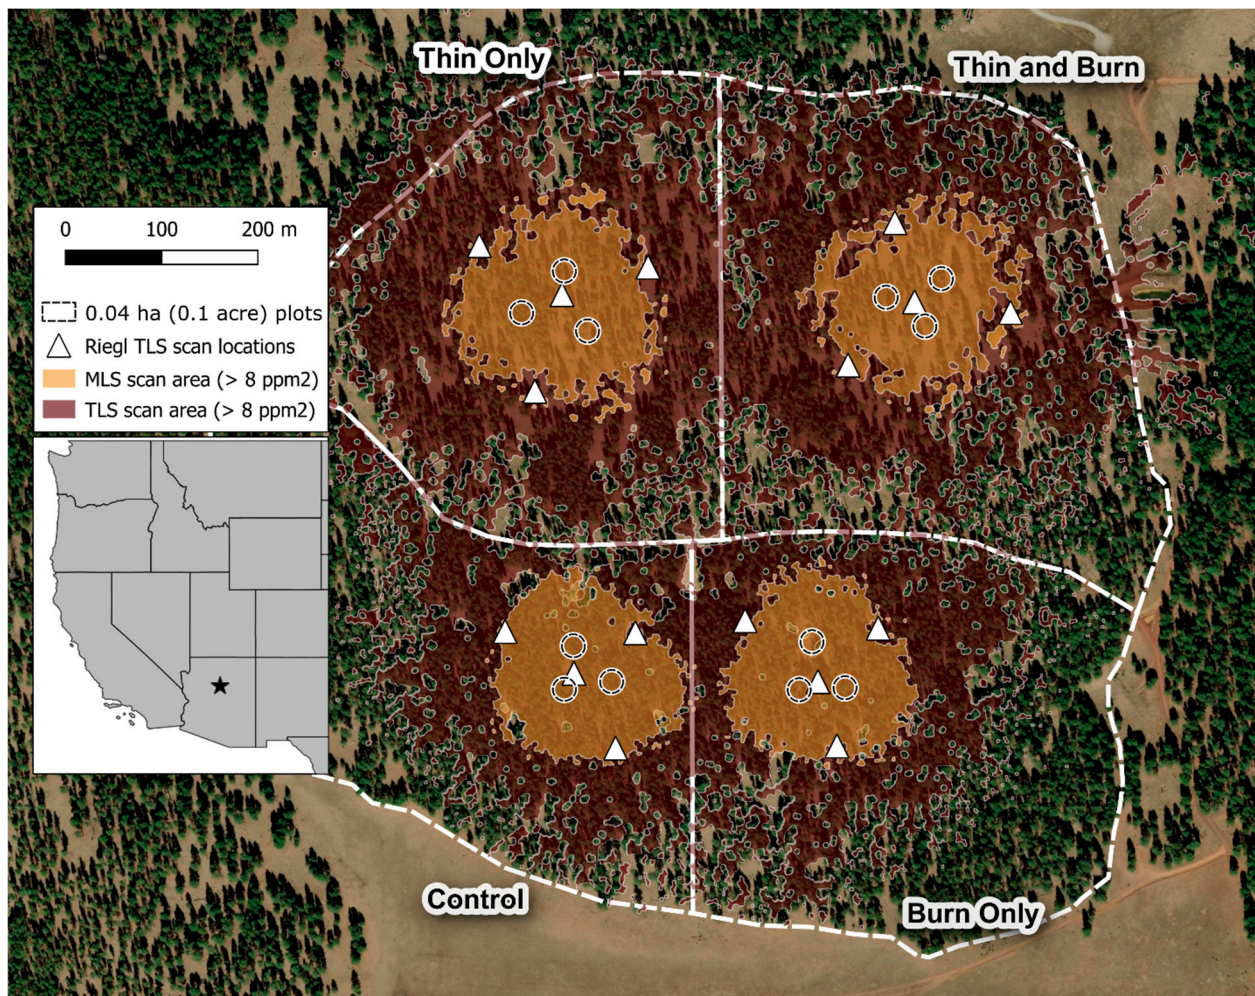 Thin Only
Thin and Burn
0 100 200 m
0.04 ha (0.1 acre) plots
Riegl TLS scan locations
MLS scan area (> 8 ppm2)
TLS scan area (> 8 ppm2)
Control
Burn Only